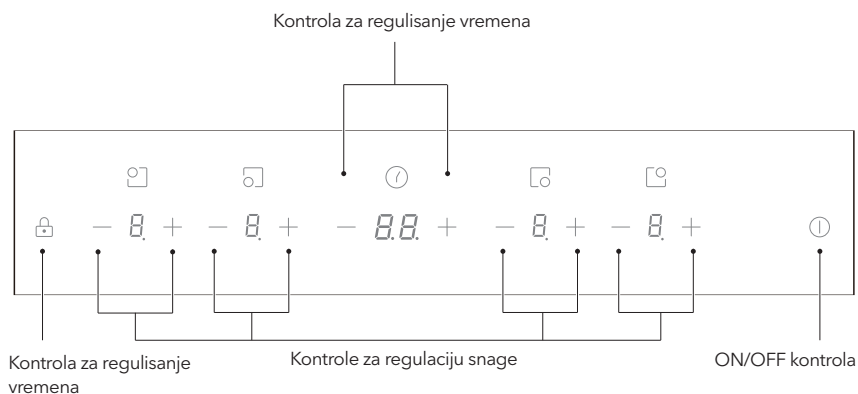 Kontrola za regulisanje vremena
8. 8. 8.8. 8. 8.
Kontrola za regulisanje
vremena
Kontrole za regulaciju snage
ON/OFF kontrola